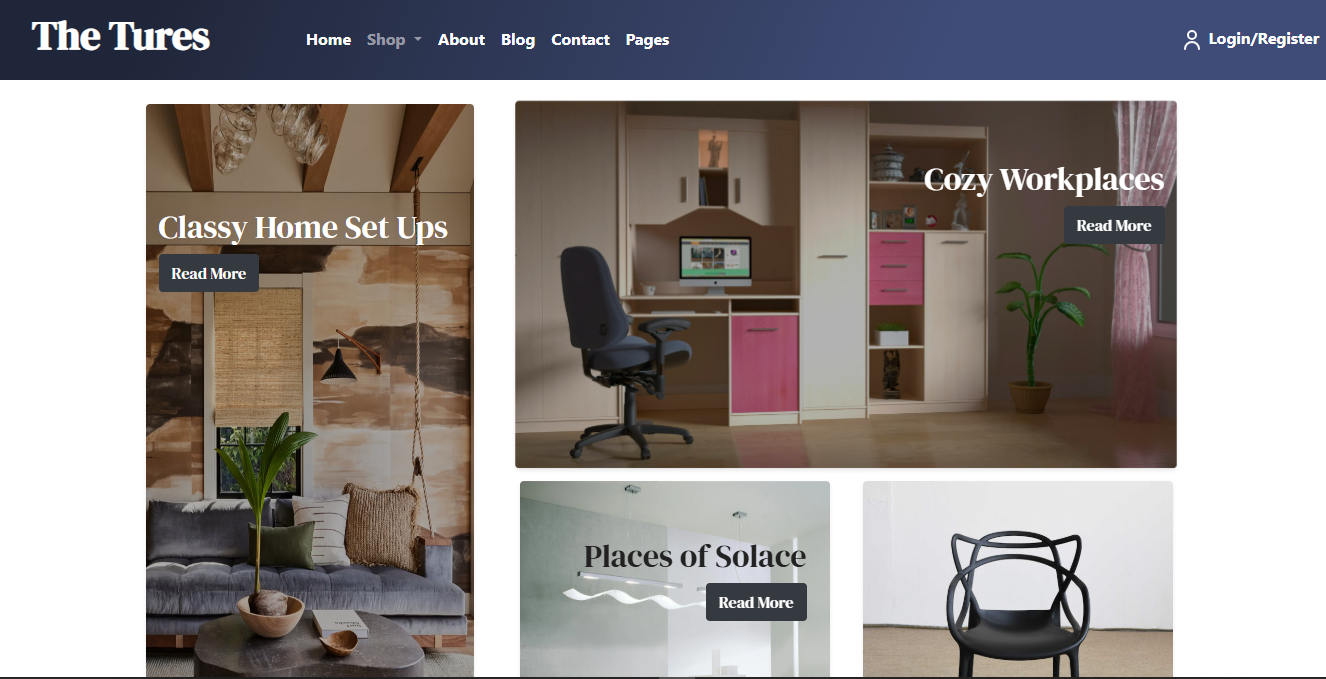 The Tures
Home Shop About Blog Contact Pages
Login/Register
Classy Home Set Ups
Read More
Cozy Workplaces
Read More
Places of Solace
Read More